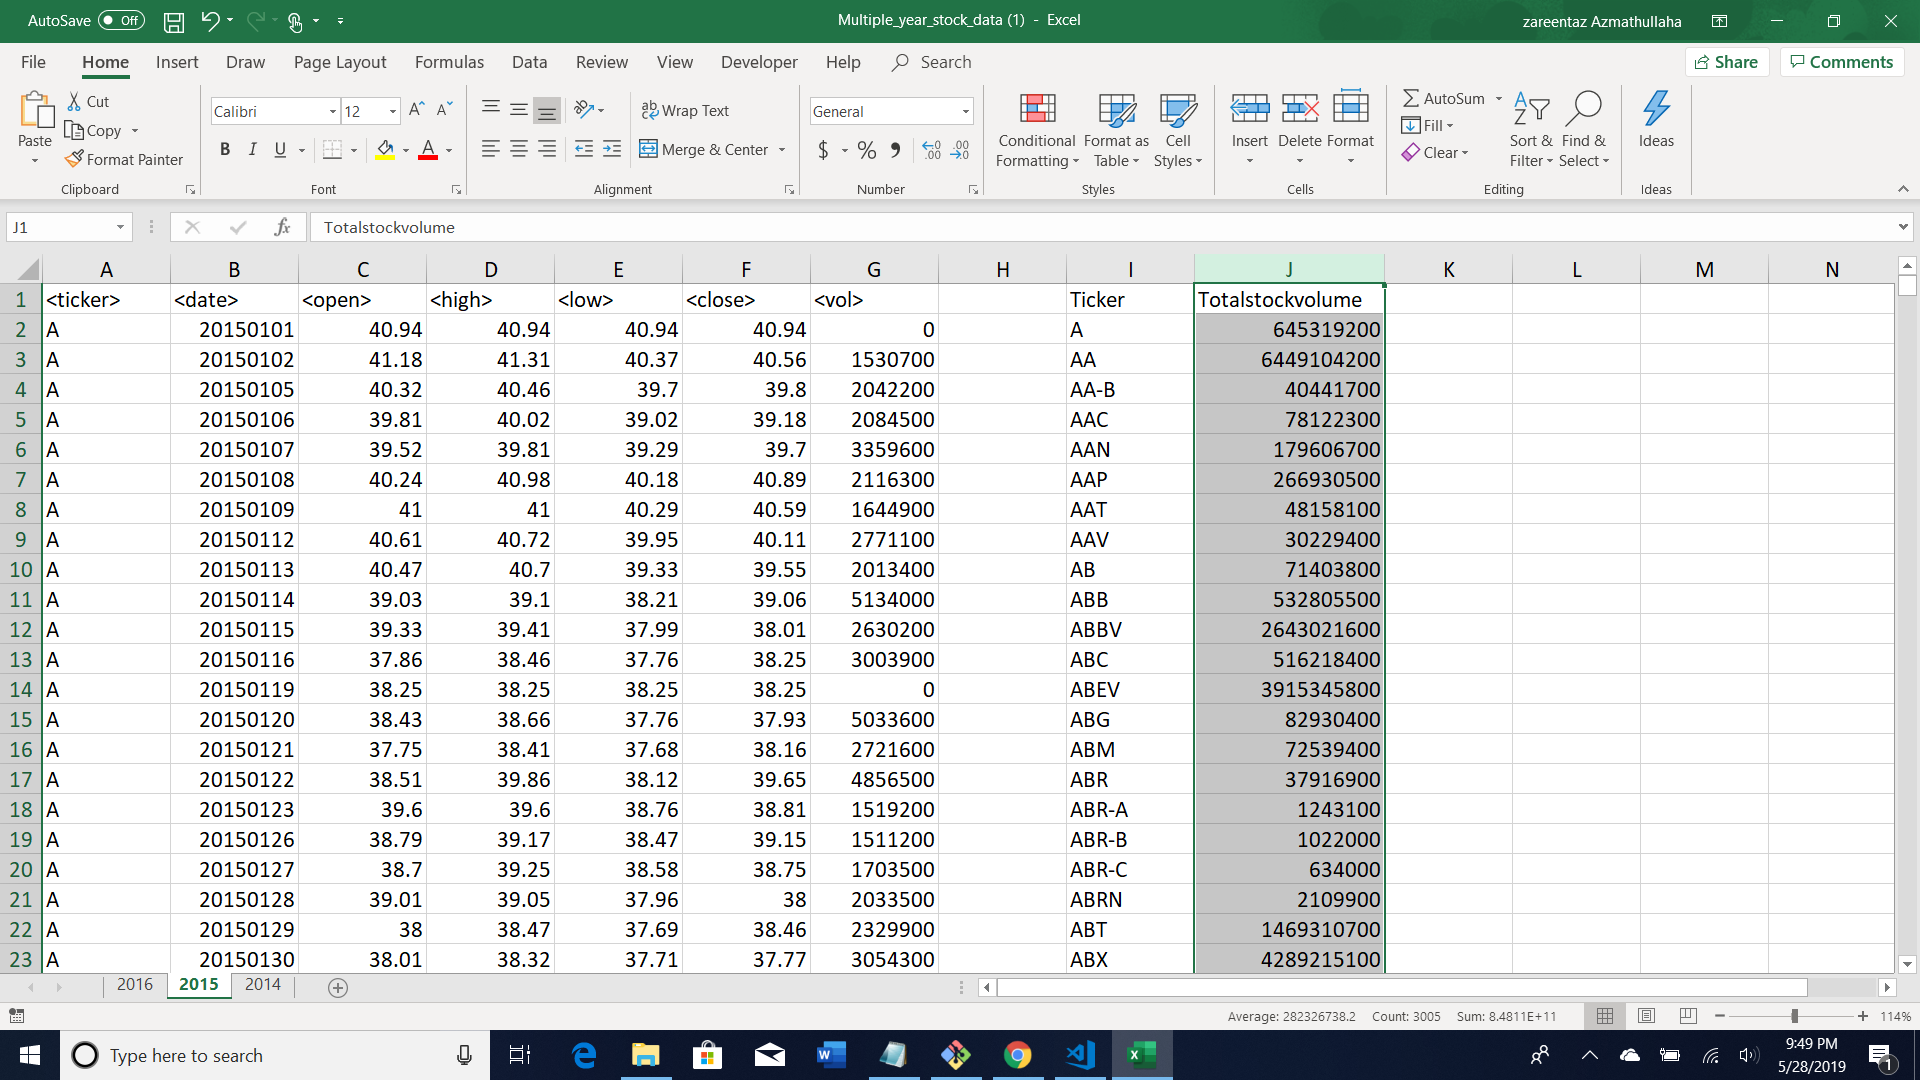 AutoSave Off Multiple_year_stock_data (1) - Excel zareentaz Azmathullaha
File Home Insert Draw Page Layout Formulas Data Review View Developer Help Search Share Comments
Paste Cut Copy Format Painter Clipboard
Calibri 12 B I U A Font
ab Wrap Text Merge & Center Alignment
General $ % Number
Conditional Formatting Format as Table Cell Styles Styles
Insert Delete Format Cells
AutoSum Fill Clear Sort & Filter Find & Select Editing
Ideas Ideas
J1 fx Totalstockvolume
A B C D E F G H I J K L M N
1 <ticker> <date> <open> <high> <low> <close> <vol> Ticker Totalstockvolume
2 A 20150101 40.94 40.94 40.94 40.94 0 A 645319200
3 A 20150102 41.18 41.31 40.37 40.56 1530700 AA 6449104200
4 A 20150105 40.32 40.46 39.7 39.8 2042200 AA-B 40441700
5 A 20150106 39.81 40.02 39.02 39.18 2084500 AAC 78122300
6 A 20150107 39.52 39.81 39.29 39.7 3359600 AAN 179606700
7 A 20150108 40.24 40.98 40.18 40.89 2116300 AAP 266930500
8 A 20150109 41 41 40.29 40.59 1644900 AAT 48158100
9 A 20150112 40.61 40.72 39.95 40.11 2771100 AAV 30229400
10 A 20150113 40.47 40.7 39.33 39.55 2013400 AB 71403800
11 A 20150114 39.03 39.1 38.21 39.06 5134000 ABB 532805500
12 A 20150115 39.33 39.41 37.99 38.01 2630200 ABBV 2643021600
13 A 20150116 37.86 38.46 37.76 38.25 3003900 ABC 516218400
14 A 20150119 38.25 38.25 38.25 38.25 0 ABEV 3915345800
15 A 20150120 38.43 38.66 37.76 37.93 5033600 ABG 82930400
16 A 20150121 37.75 38.41 37.68 38.16 2721600 ABM 72539400
17 A 20150122 38.51 39.86 38.12 39.65 4856500 ABR 37916900
18 A 20150123 39.6 39.6 38.76 38.81 1519200 ABR-A 1243100
19 A 20150126 38.79 39.17 38.47 39.15 1511200 ABR-B 1022000
20 A 20150127 38.7 39.25 38.58 38.75 1703500 ABR-C 634000
21 A 20150128 39.01 39.05 37.96 38 2033500 ABRN 2109900
22 A 20150129 38 38.47 37.69 38.46 2329900 ABT 1469310700
23 A 20150130 38.01 38.32 37.71 37.77 3054300 ABX 4289215100
2016 2015 2014
Average: 282326738.2 Count: 3005 Sum: 8.4811E+11 114%
Type here to search 9:49 PM
5/28/2019 1